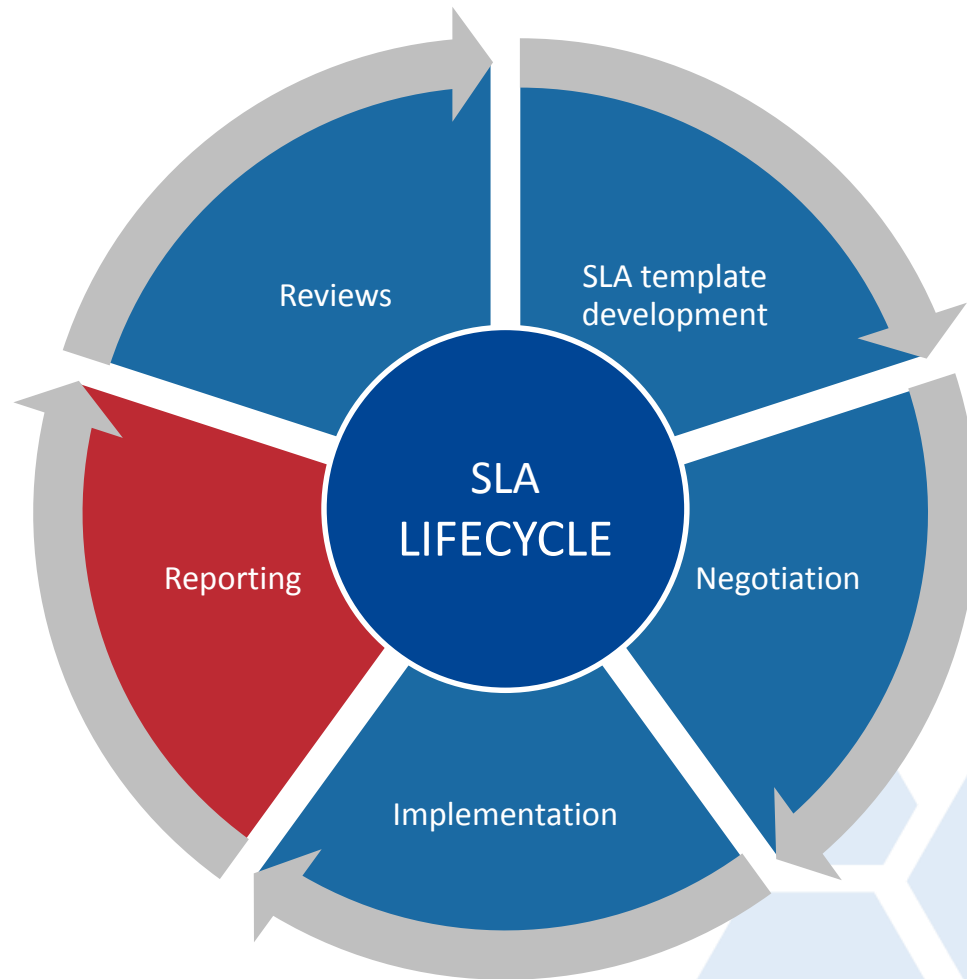 Reviews
SLA template
development
SLA
LIFECYCLE
Reporting
Negotiation
Implementation